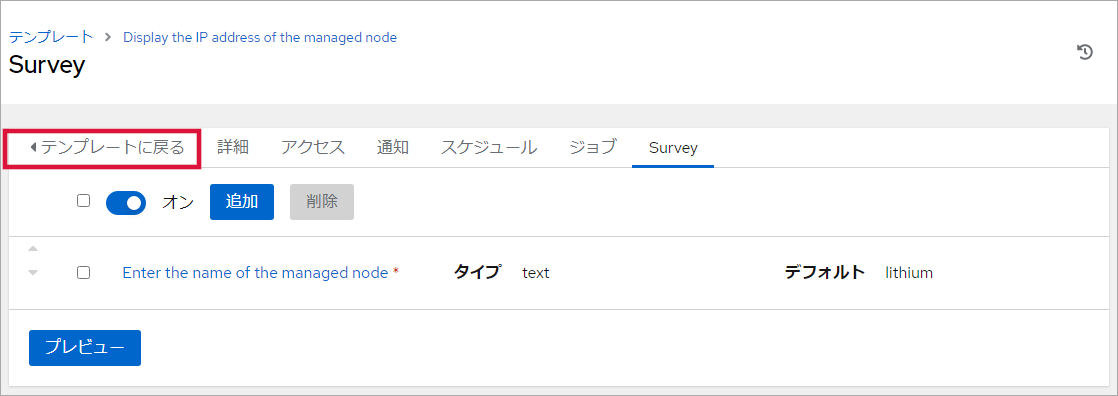 テンプレート > Display the IP address of the managed node
Survey
テンプレートに戻る 詳細 アクセス 通知 スケジュール ジョブ Survey
オン 追加 削除
Enter the name of the managed node * タイプ text デフォルト lithium
プレビュー